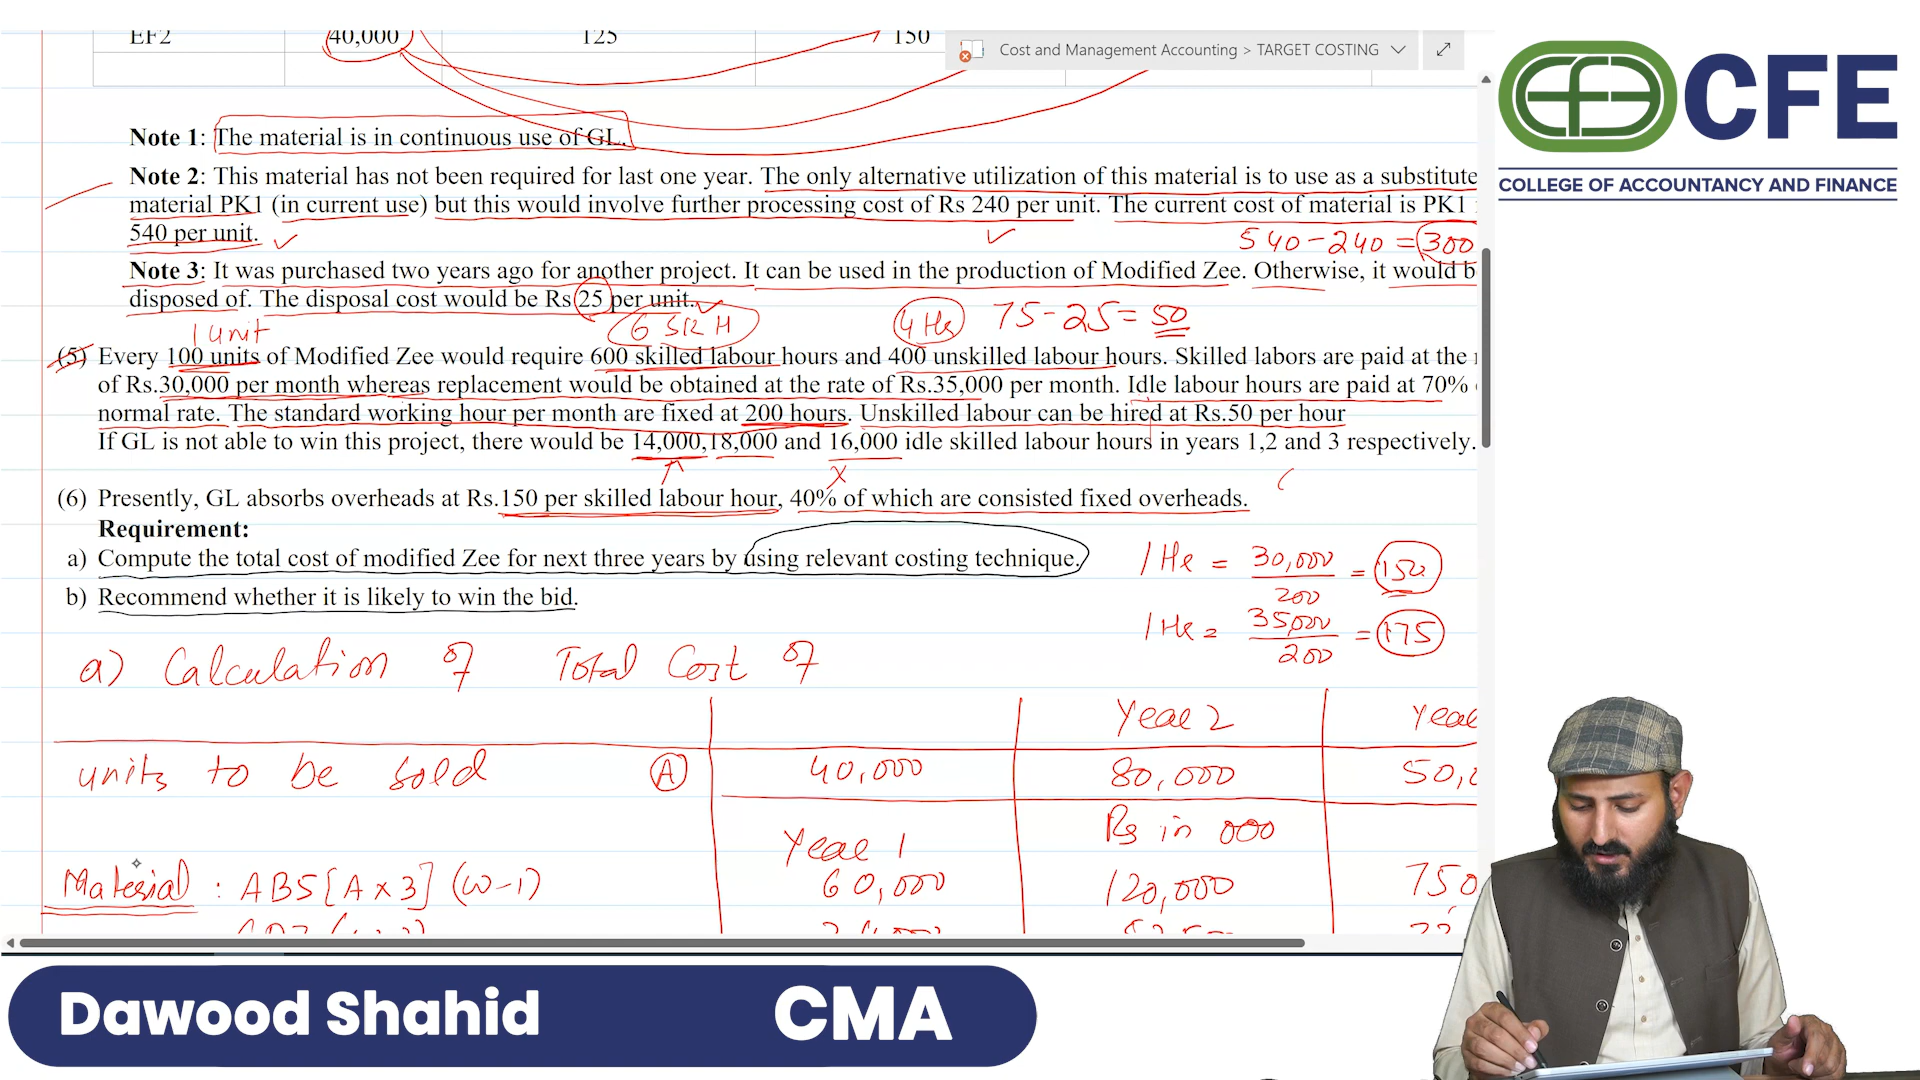 EF2 40,000 125 150
Cost and Management Accounting > TARGET COSTING
CFE
COLLEGE OF ACCOUNTANCY AND FINANCE
Note 1: The material is in continuous use of GL.
Note 2: This material has not been required for last one year. The only alternative utilization of this material is to use as a substitute
material PK1 (in current use) but this would involve further processing cost of Rs 240 per unit. The current cost of material is PK1
540 per unit.
540 - 240 = 300
Note 3: It was purchased two years ago for another project. It can be used in the production of Modified Zee. Otherwise, it would b
disposed of. The disposal cost would be Rs 25 per unit.
1 unit 6 SK H 4 Hr 75 - 25 = 50
(5) Every 100 units of Modified Zee would require 600 skilled labour hours and 400 unskilled labour hours. Skilled labors are paid at the
of Rs.30,000 per month whereas replacement would be obtained at the rate of Rs.35,000 per month. Idle labour hours are paid at 70%
normal rate. The standard working hour per month are fixed at 200 hours. Unskilled labour can be hired at Rs.50 per hour
If GL is not able to win this project, there would be 14,000,18,000 and 16,000 idle skilled labour hours in years 1,2 and 3 respectively.
(6) Presently, GL absorbs overheads at Rs.150 per skilled labour hour, 40% of which are consisted fixed overheads.
Requirement:
a) Compute the total cost of modified Zee for next three years by using relevant costing technique.
b) Recommend whether it is likely to win the bid.
1 Hr = 30,000 / 200 = 150
1 Hr = 35,000 / 200 = 175
a) Calculation of Total Cost of
Year 2 Year
units to be sold A 40,000 80,000 50,0
Rs in 000
Year 1
Material : ABS [A x 3] (w-1) 60,000 120,000 750
Dawood Shahid CMA